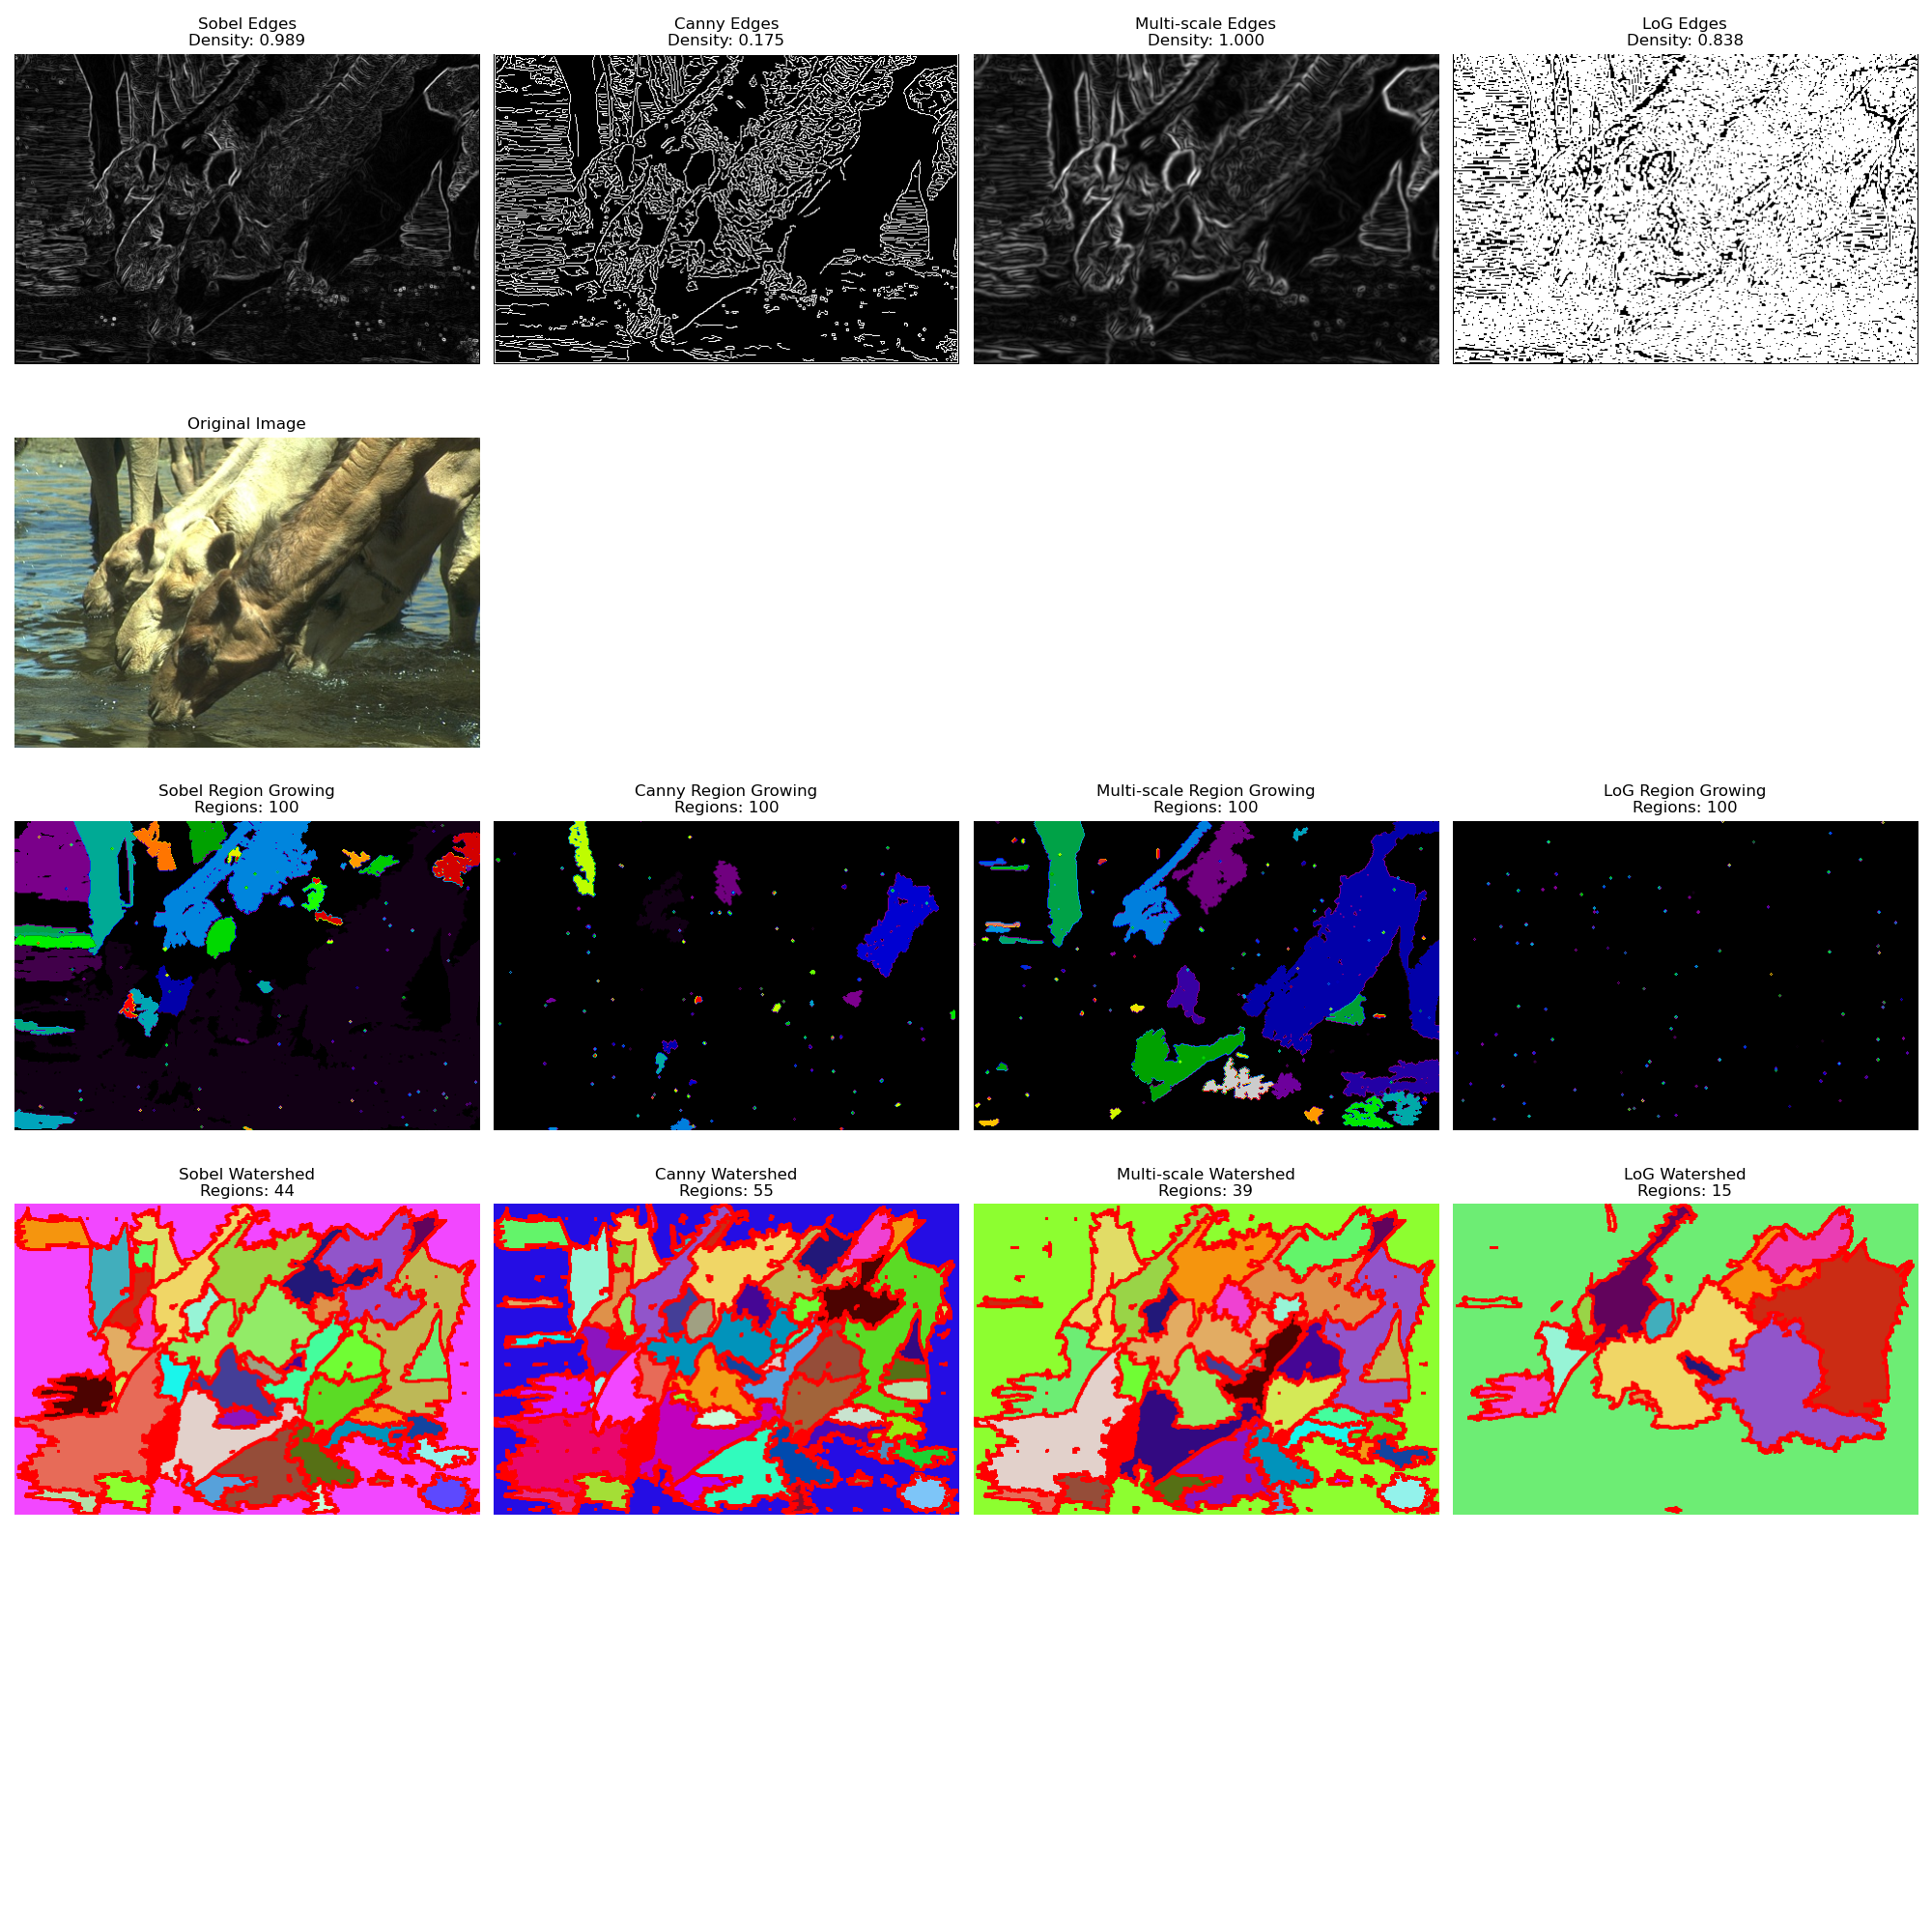 Sobel Edges
Density: 0.989
Canny Edges
Density: 0.175
Multi-scale Edges
Density: 1.000
LoG Edges
Density: 0.838
Original Image
Sobel Region Growing
Regions: 100
Canny Region Growing
Regions: 100
Multi-scale Region Growing
Regions: 100
LoG Region Growing
Regions: 100
Sobel Watershed
Regions: 44
Canny Watershed
Regions: 55
Multi-scale Watershed
Regions: 39
LoG Watershed
Regions: 15